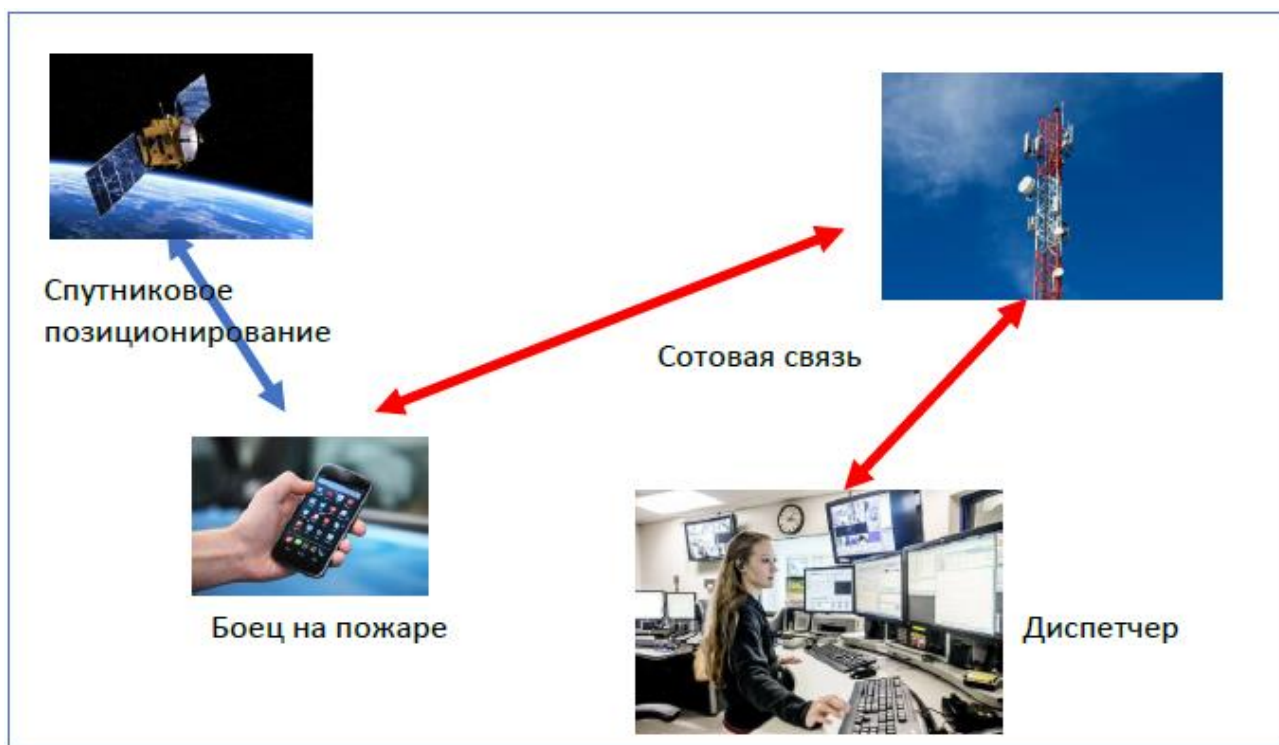 Спутниковое
позиционирование
Сотовая связь
Боец на пожаре
Диспетчер